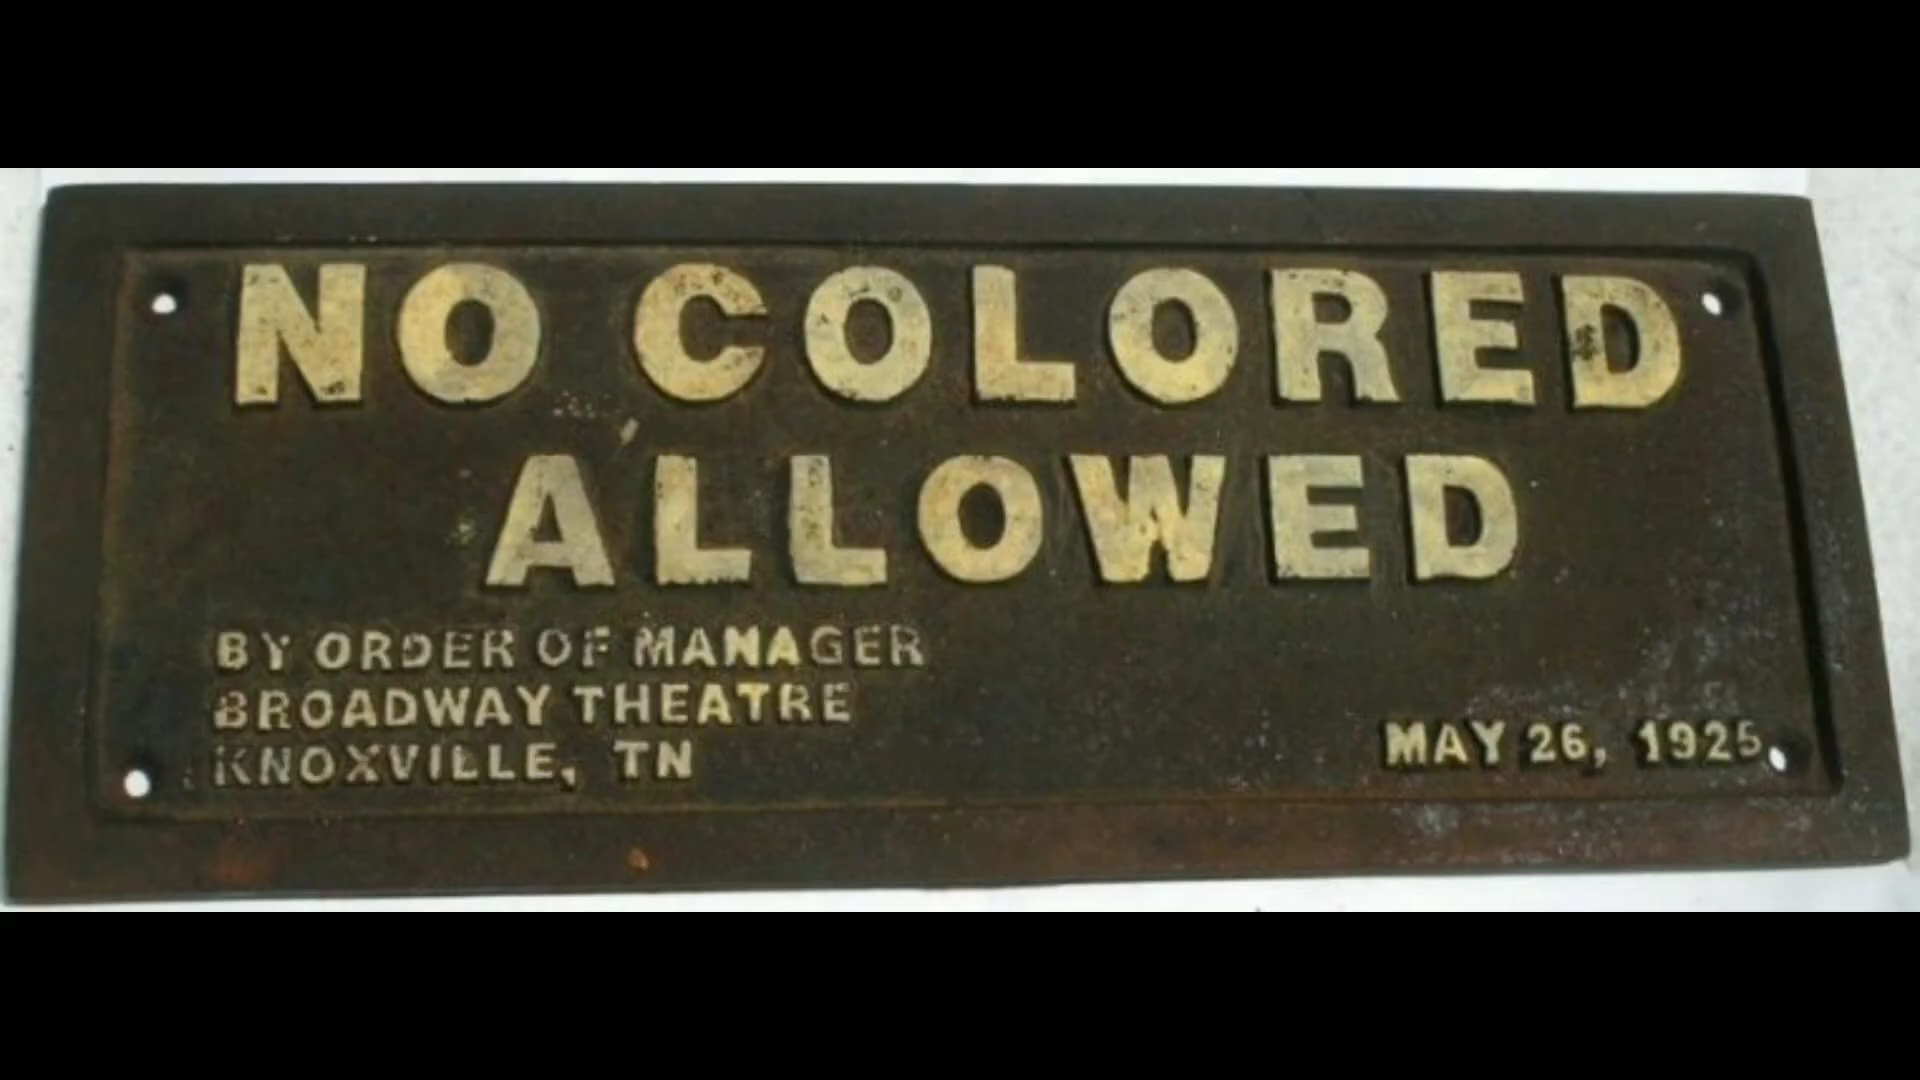 NO COLORED
ALLOWED
BY ORDER OF MANAGER
BROADWAY THEATRE
KNOXVILLE, TN
MAY 26, 1925